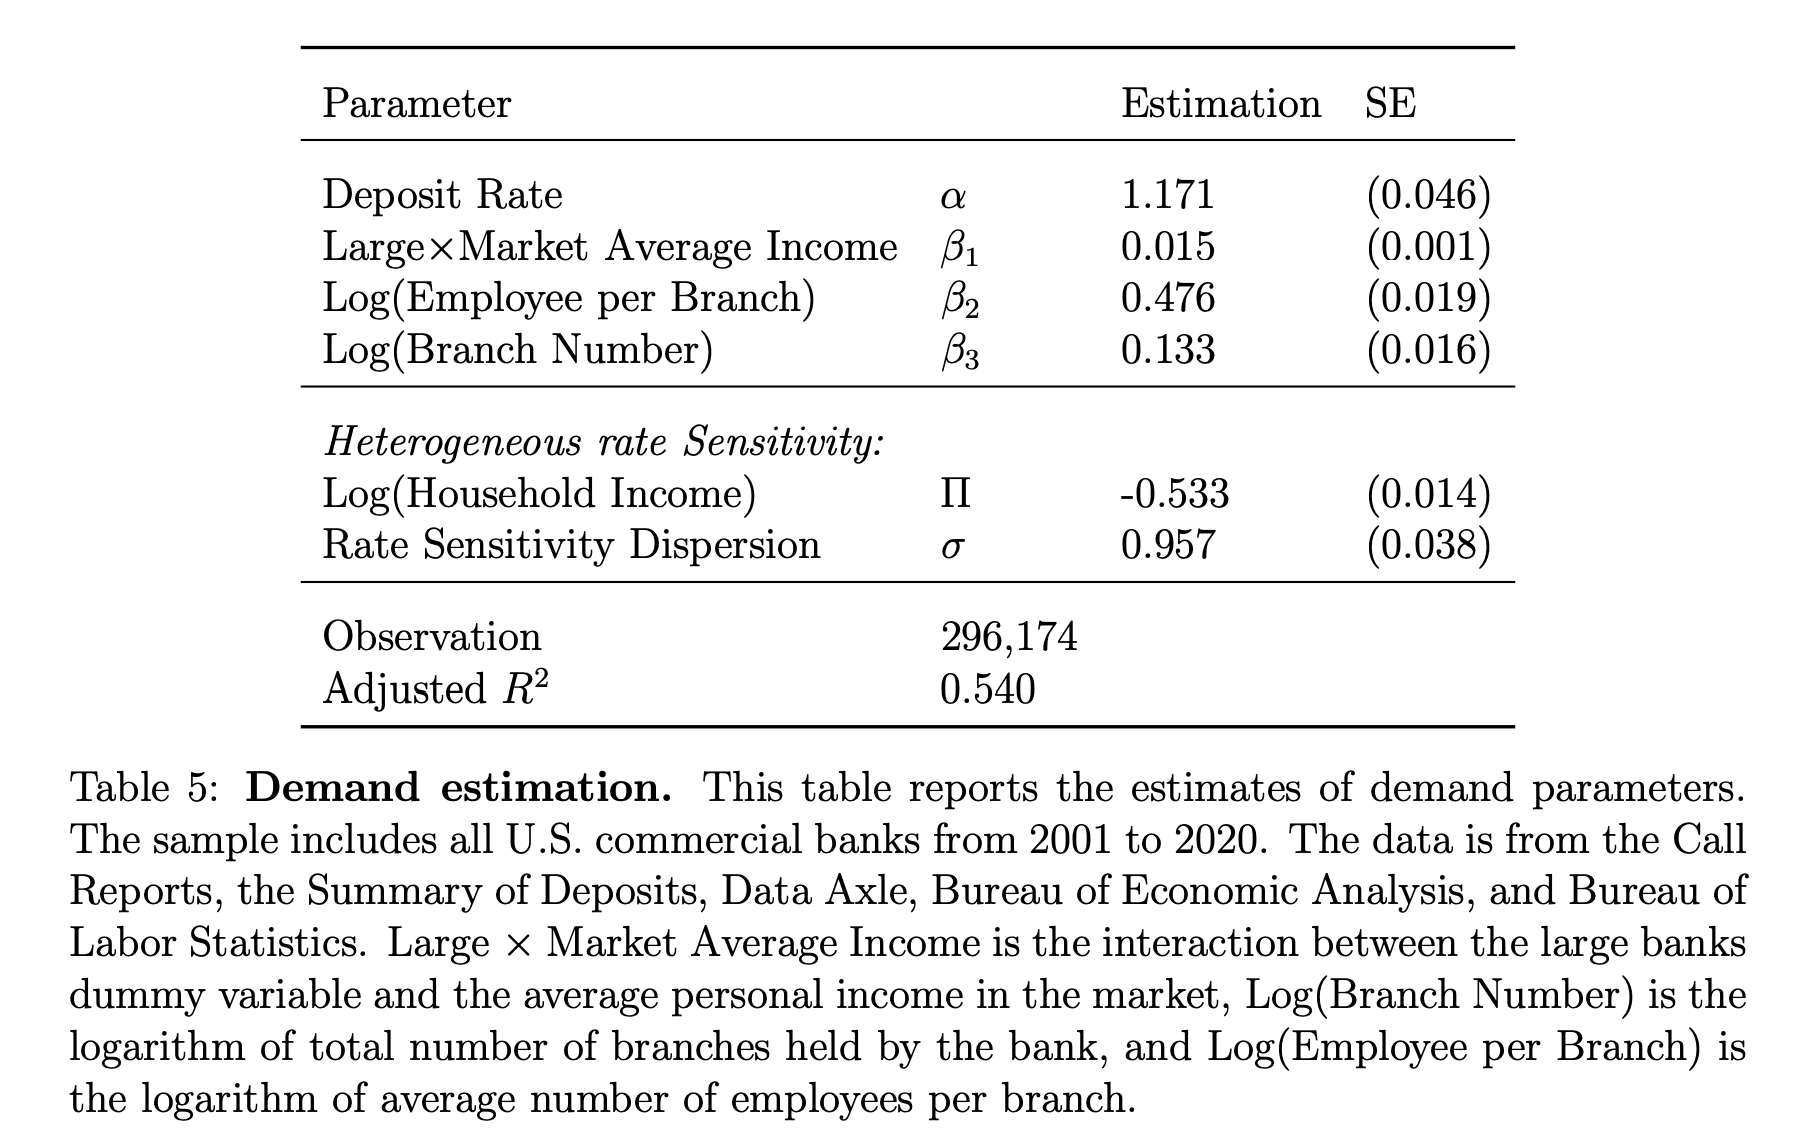 Parameter Estimation SE
Deposit Rate α 1.171 (0.046)
Large×Market Average Income β₁ 0.015 (0.001)
Log(Employee per Branch) β₂ 0.476 (0.019)
Log(Branch Number) β₃ 0.133 (0.016)
Heterogeneous rate Sensitivity:
Log(Household Income) Π -0.533 (0.014)
Rate Sensitivity Dispersion σ 0.957 (0.038)
Observation 296,174
Adjusted R² 0.540
Table 5: Demand estimation. This table reports the estimates of demand parameters.
The sample includes all U.S. commercial banks from 2001 to 2020. The data is from the Call
Reports, the Summary of Deposits, Data Axle, Bureau of Economic Analysis, and Bureau of
Labor Statistics. Large × Market Average Income is the interaction between the large banks
dummy variable and the average personal income in the market, Log(Branch Number) is the
logarithm of total number of branches held by the bank, and Log(Employee per Branch) is
the logarithm of average number of employees per branch.